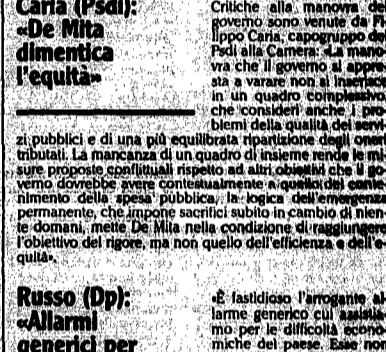 Caria (Psdi):
«De Mita
dimentica
l'equità»
Critiche alla manovra del
governo sono venute da Fi-
lippo Caria, capogruppo del
Psdi alla Camera: «La mano-
vra che il governo si appre-
sta a varare non si inserisce
in un quadro complessivo
che consideri anche i pro-
blemi della qualità dei servi-
zi pubblici e di una più equilibrata ripartizione degli oneri
tributati. La mancanza di un quadro di insieme rende le mi-
sure proposte conflittuali rispetto ad altri obiettivi che il go-
verno dovrebbe avere contestualmente a quello del conte-
nimento della spesa pubblica, la logica dell'emergenza
permanente, che impone sacrifici subito in cambio di nien-
te domani, mette De Mita nella condizione di raggiungere
l'obiettivo del rigore, ma non quello dell'efficienza e dell'e-
quità».
Russo (Dp):
«Allarmi
generici per
«È fastidioso l'arrogante al-
larme generico cui assistia-
mo per le difficoltà econo-
miche del paese. Esse non